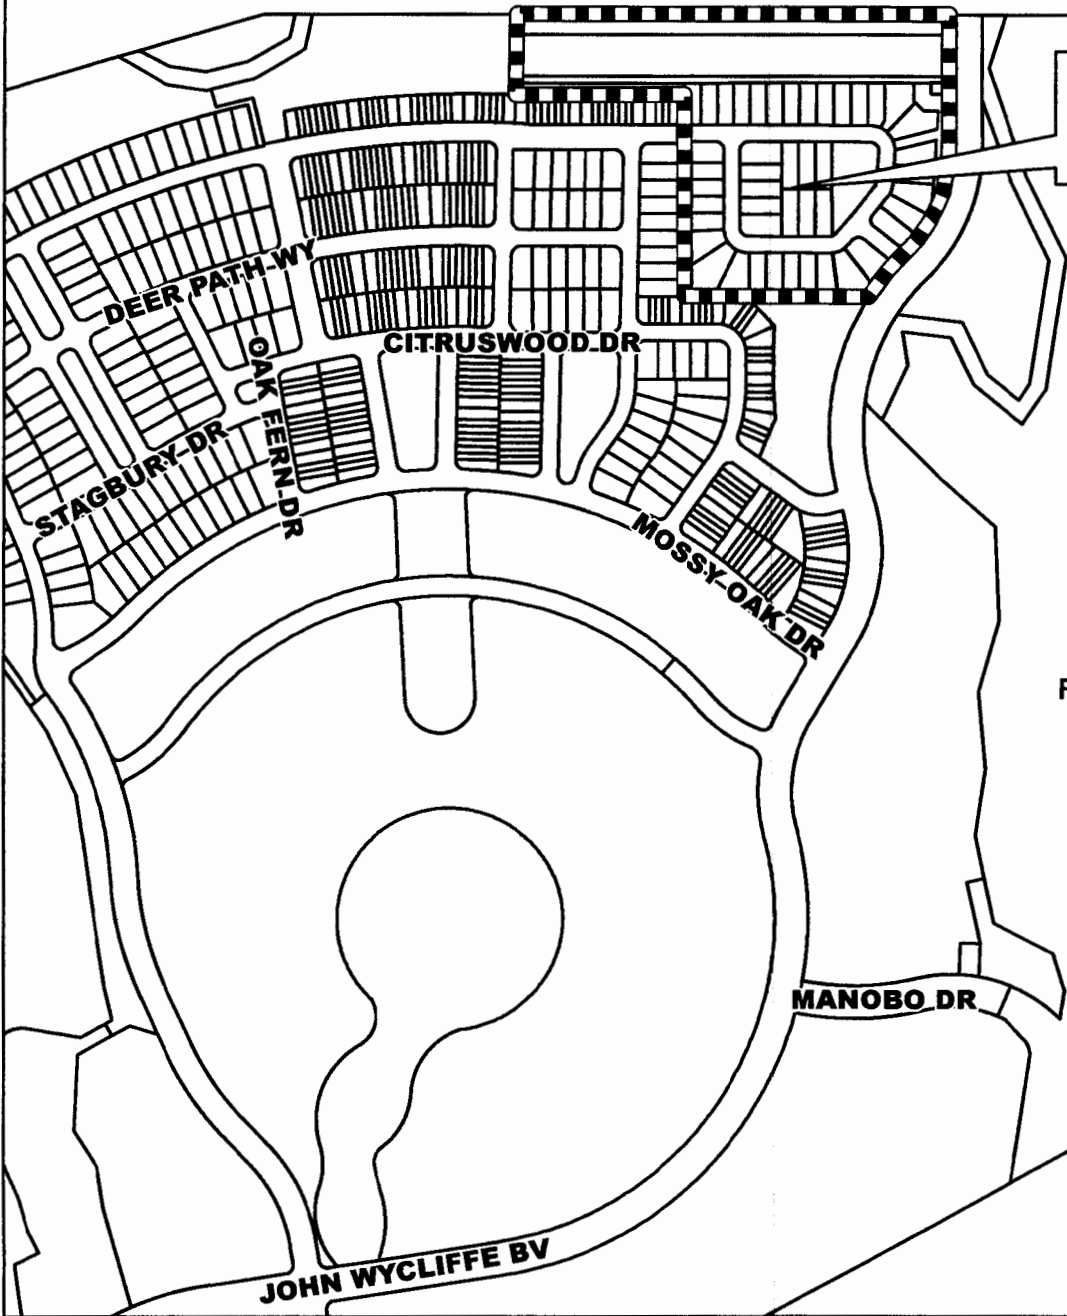 DEER PATH WY
CITRUSWOOD DR
OAK FERN DR
STAGBURY DR
MOSSY OAK DR
MANOBO DR
JOHN WYCLIFFE BV